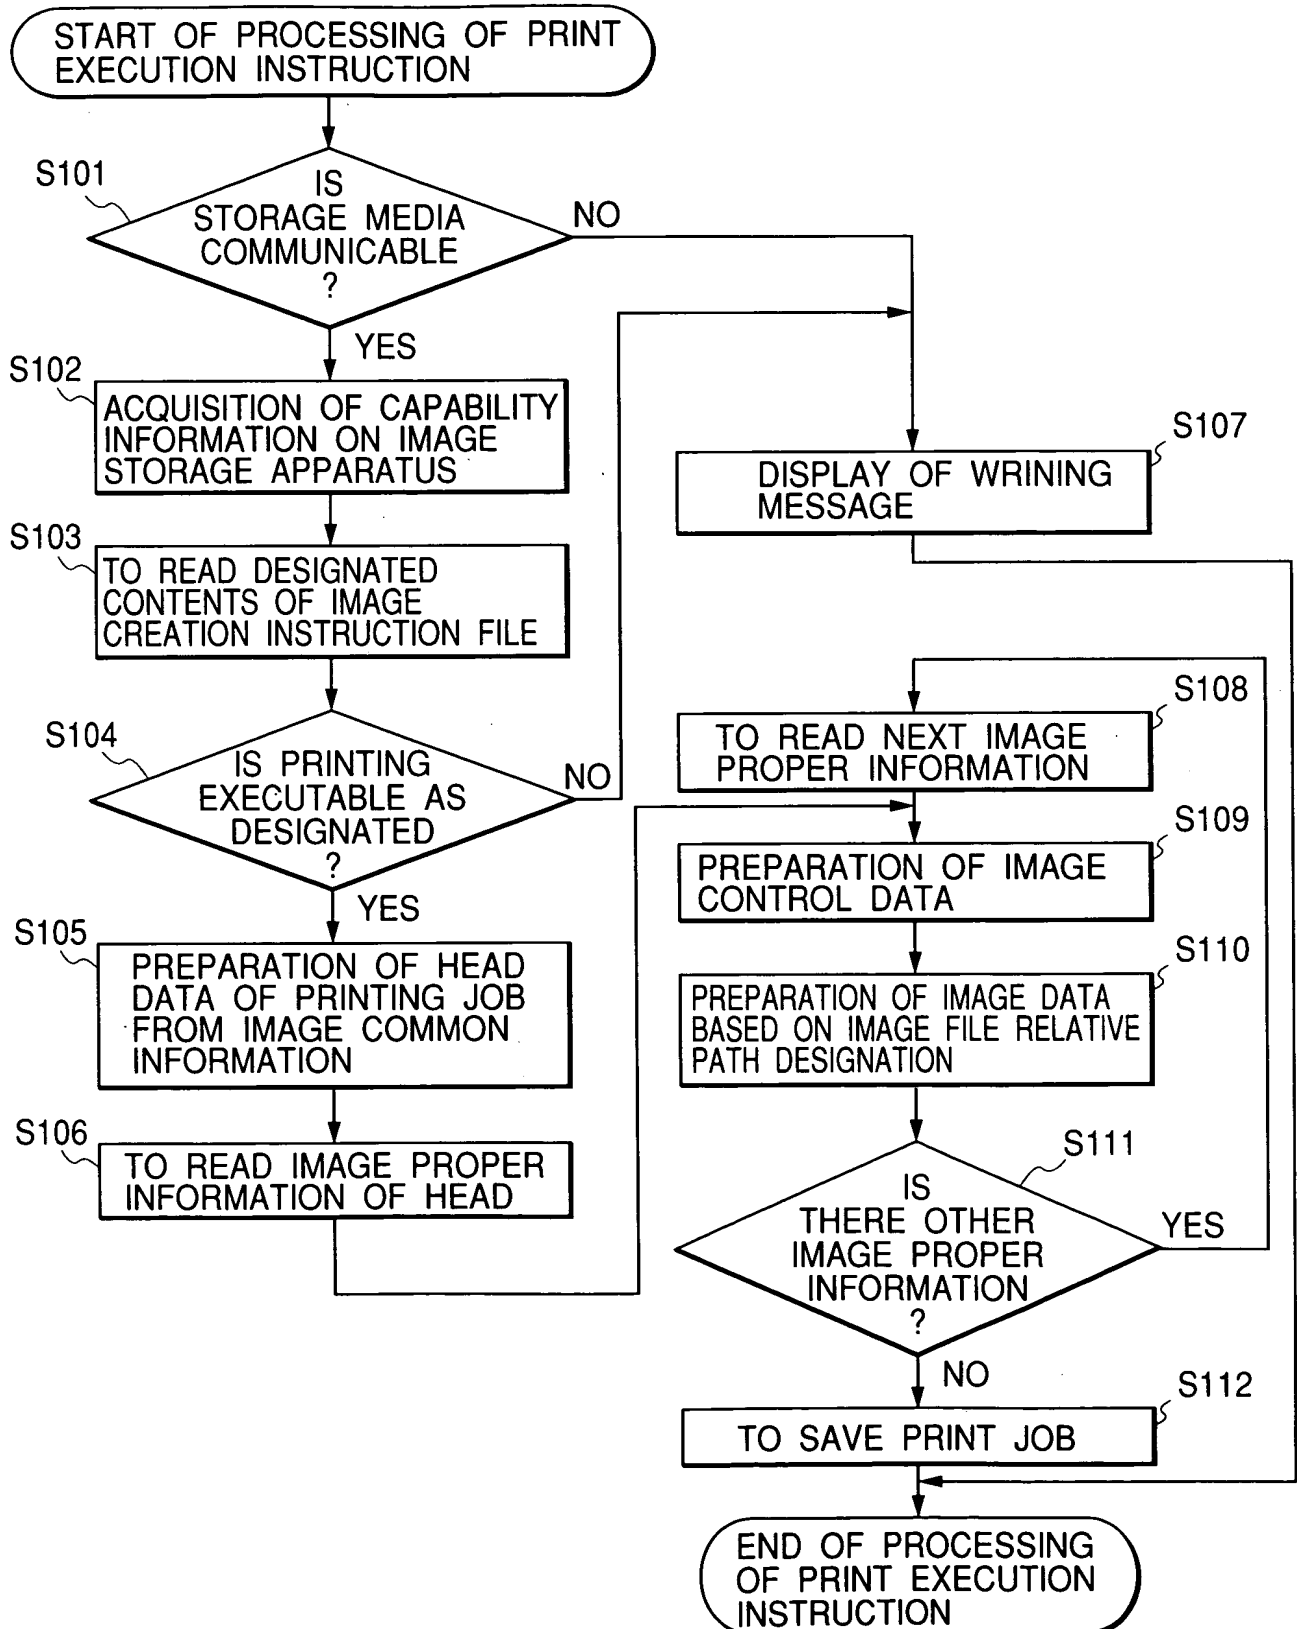 START OF PROCESSING OF PRINT
EXECUTION INSTRUCTION
S101
IS
STORAGE MEDIA
COMMUNICABLE
?
NO
YES
S102
ACQUISITION OF CAPABILITY
INFORMATION ON IMAGE
STORAGE APPARATUS
S103
TO READ DESIGNATED
CONTENTS OF IMAGE
CREATION INSTRUCTION FILE
S104
IS PRINTING
EXECUTABLE AS
DESIGNATED
?
NO
YES
S105
PREPARATION OF HEAD
DATA OF PRINTING JOB
FROM IMAGE COMMON
INFORMATION
S106
TO READ IMAGE PROPER
INFORMATION OF HEAD
S107
DISPLAY OF WRINING
MESSAGE
S108
TO READ NEXT IMAGE
PROPER INFORMATION
S109
PREPARATION OF IMAGE
CONTROL DATA
S110
PREPARATION OF IMAGE DATA
BASED ON IMAGE FILE RELATIVE
PATH DESIGNATION
S111
IS
THERE OTHER
IMAGE PROPER
INFORMATION
?
YES
NO
S112
TO SAVE PRINT JOB
END OF PROCESSING
OF PRINT EXECUTION
INSTRUCTION